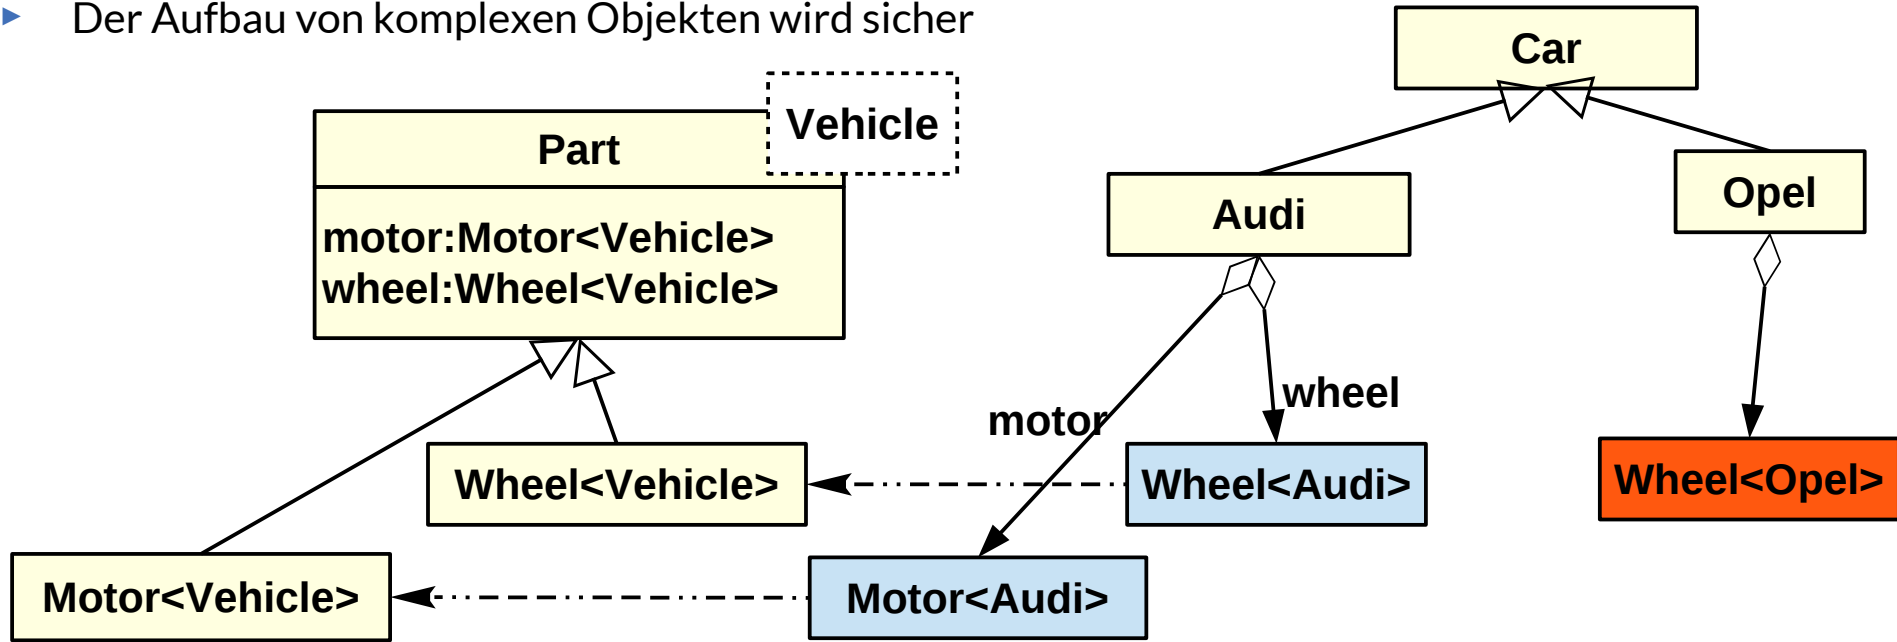 Der Aufbau von komplexen Objekten wird sicher
Car
Vehicle
Part
Audi
Opel
motor:Motor<Vehicle>
wheel:Wheel<Vehicle>
wheel
motor
Wheel<Vehicle>
Wheel<Audi>
Wheel<Opel>
Motor<Vehicle>
Motor<Audi>